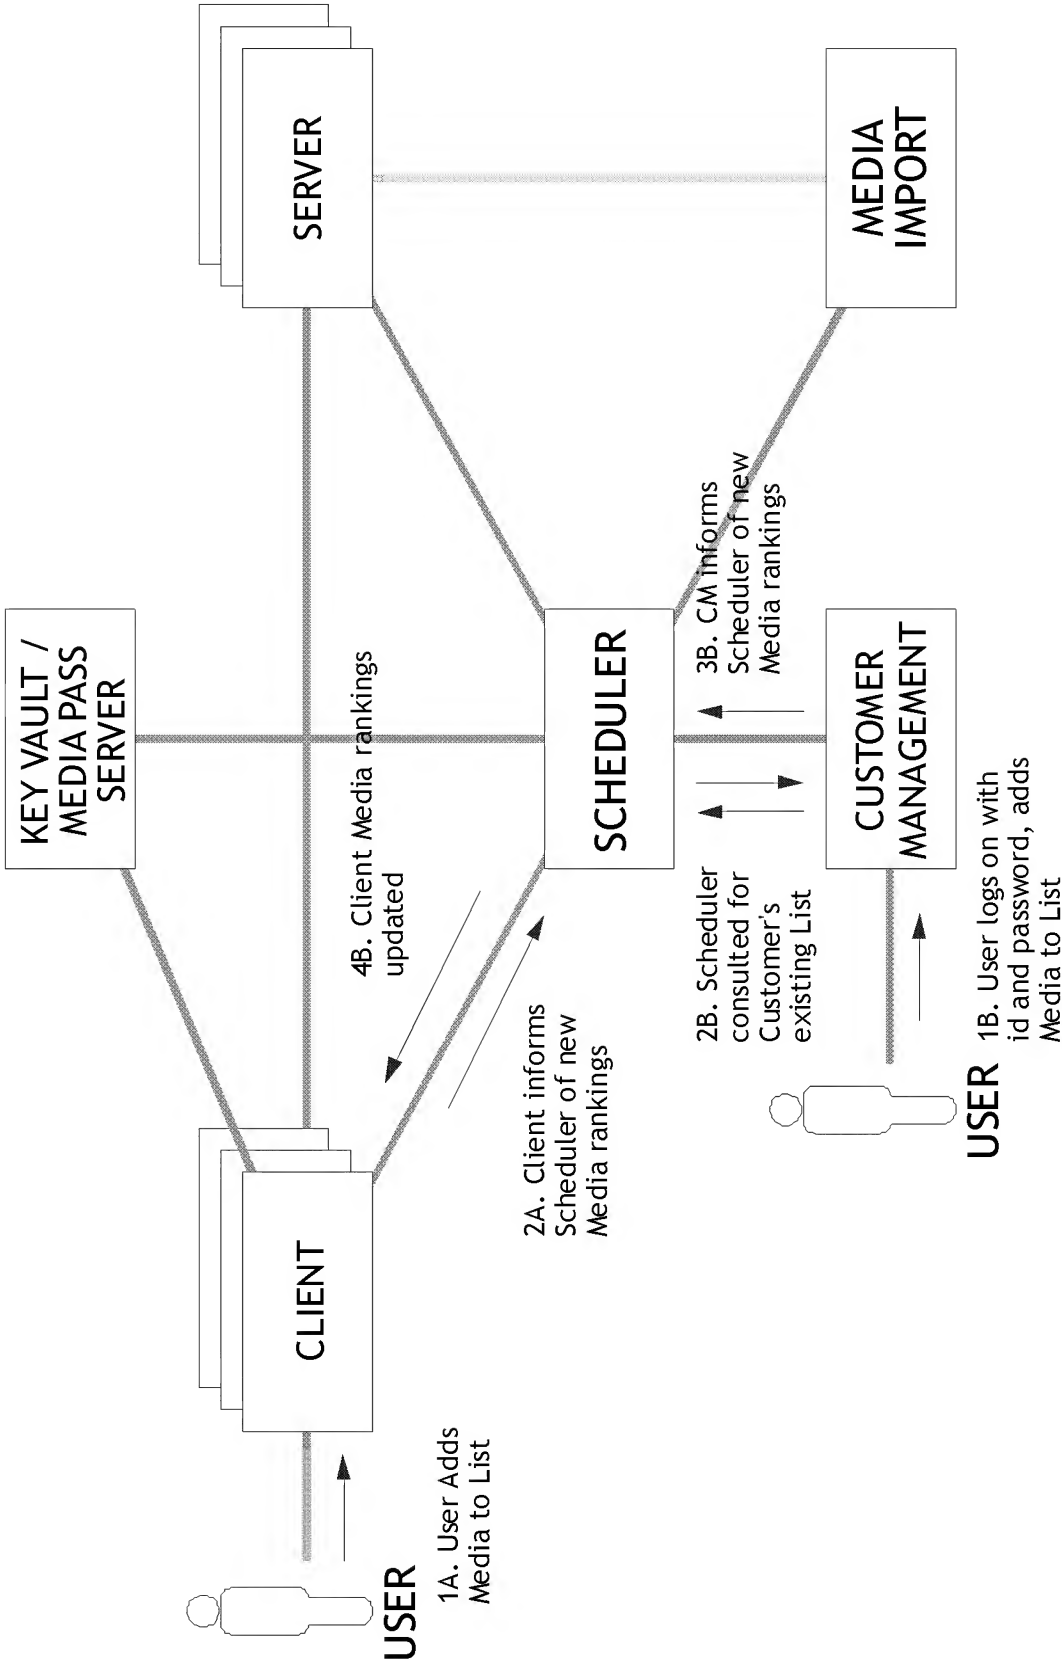 KEY VAULT /
MEDIA PASS
SERVER
CLIENT
SERVER
USER
1A. User Adds
Media to List
4B. Client Media rankings
updated
2A. Client informs
Scheduler of new
Media rankings
SCHEDULER
2B. Scheduler
consulted for
Customer's
existing List
3B. CM informs
Scheduler of new
Media rankings
USER
1B. User logs on with
id and password, adds
Media to List
CUSTOMER
MANAGEMENT
MEDIA
IMPORT